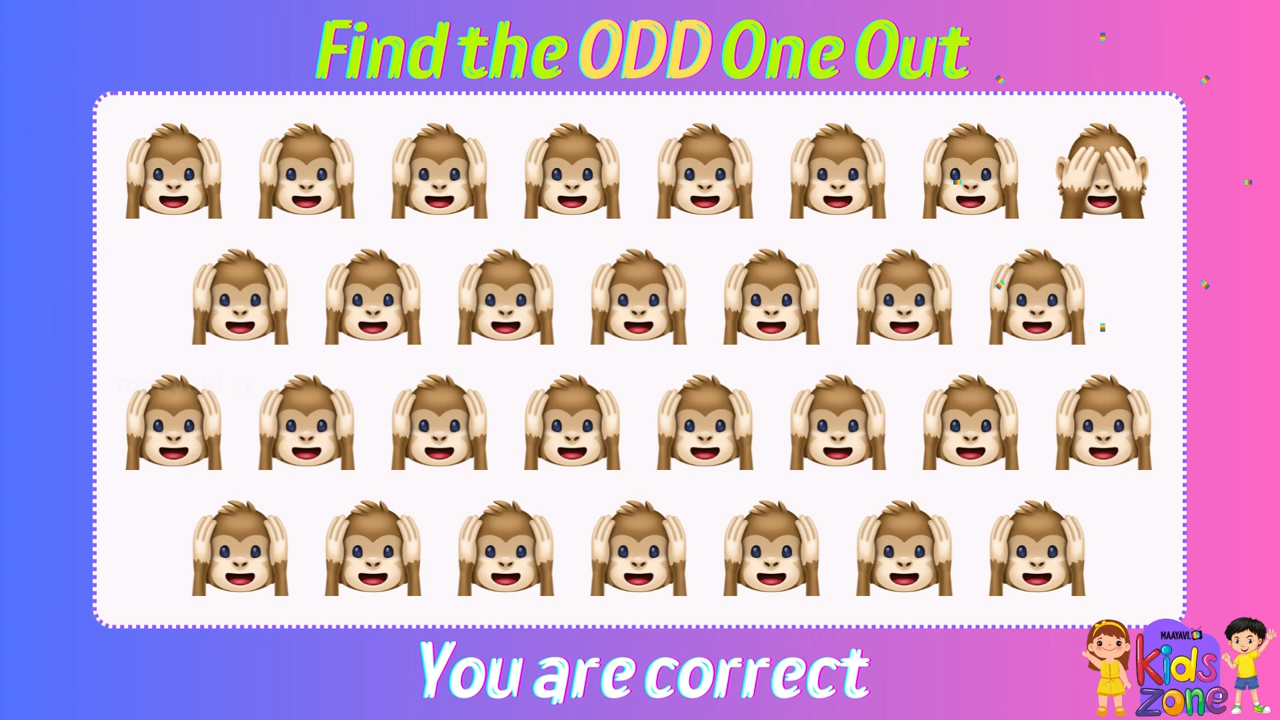 Find the ODD One Out
You are correct
MAAYAVI
kids
zone